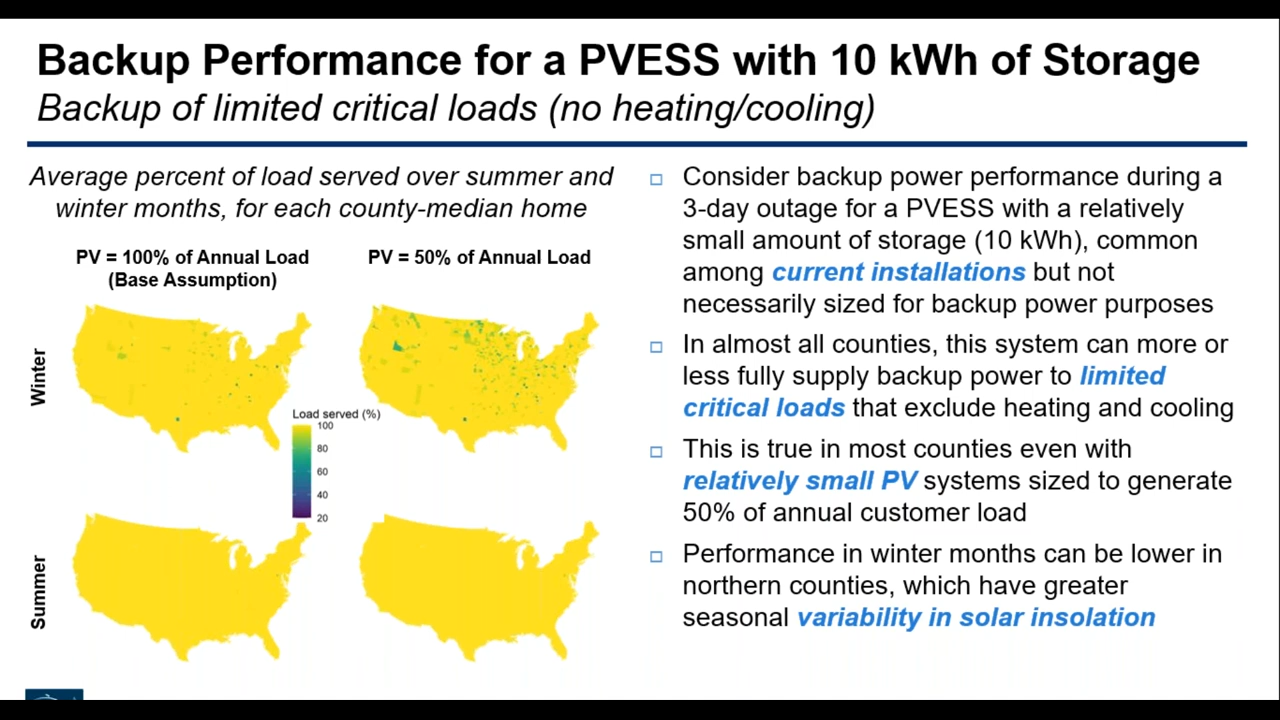 Backup Performance for a PVESS with 10 kWh of Storage
Backup of limited critical loads (no heating/cooling)
Average percent of load served over summer and
winter months, for each county-median home
PV = 100% of Annual Load
(Base Assumption)
PV = 50% of Annual Load
Winter
Load served (%)
100
80
60
40
20
Summer
Consider backup power performance during a
3-day outage for a PVESS with a relatively
small amount of storage (10 kWh), common
among current installations but not
necessarily sized for backup power purposes
In almost all counties, this system can more or
less fully supply backup power to limited
critical loads that exclude heating and cooling
This is true in most counties even with
relatively small PV systems sized to generate
50% of annual customer load
Performance in winter months can be lower in
northern counties, which have greater
seasonal variability in solar insolation